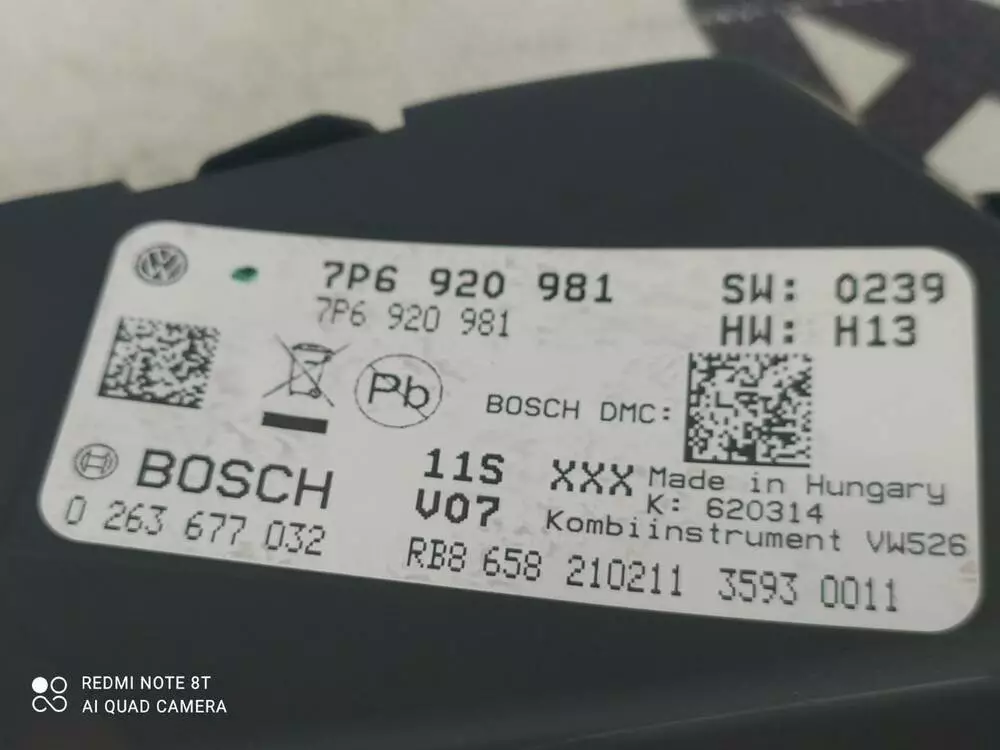 7P6 920 981
7P6 920 981
SW: 0239
HW: H13
Pb
BOSCH DMC:
BOSCH
0 263 677 032
11S
V07
XXX
Made in Hungary
K: 620314
Kombiinstrument VW526
RB8 658 210211 3593 0011
REDMI NOTE 8T
AI QUAD CAMERA